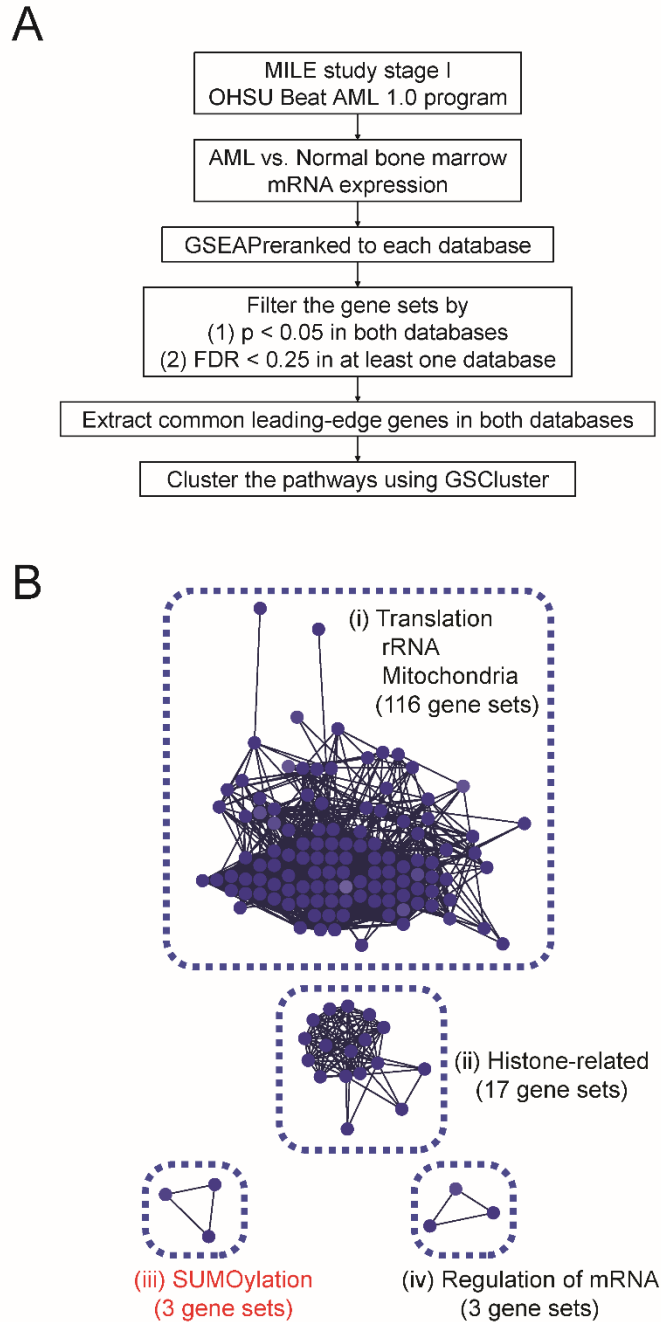 A
MILE study stage I
OHSU Beat AML 1.0 program
AML vs. Normal bone marrow
mRNA expression
GSEAPreranked to each database
Filter the gene sets by
(1) p < 0.05 in both databases
(2) FDR < 0.25 in at least one database
Extract common leading-edge genes in both databases
Cluster the pathways using GSCluster
B
(i) Translation
rRNA
Mitochondria
(116 gene sets)
(ii) Histone-related
(17 gene sets)
(iii) SUMOylation
(3 gene sets)
(iv) Regulation of mRNA
(3 gene sets)